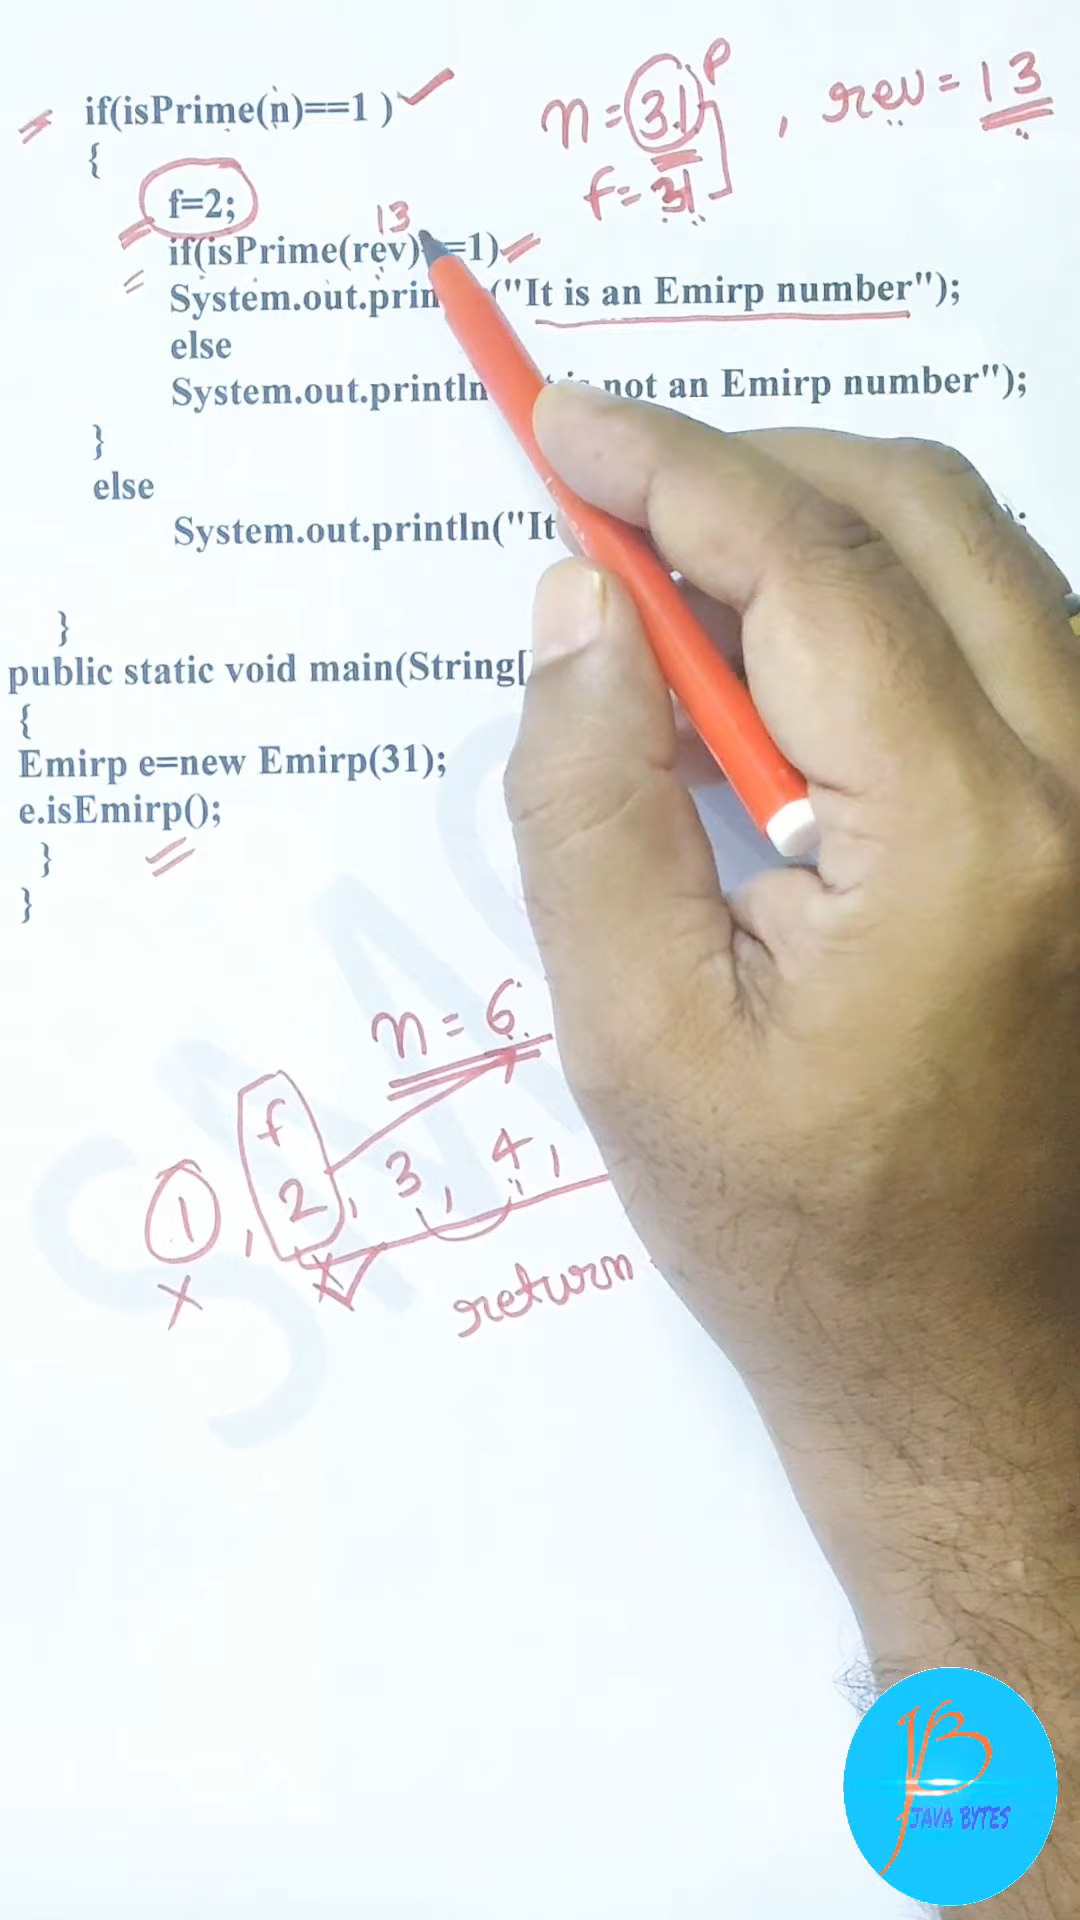 if(isPrime(n)==1 )
n = 31 P , rev = 13
{
f=2;
f= 31
13
if(isPrime(rev)==1)
System.out.prin ("It is an Emirp number");
else
System.out.println not an Emirp number");
}
else
System.out.println("It
}
public static void main(String[
{
Emirp e=new Emirp(31);
e.isEmirp();
}
}
n = 6
f
1, 2, 3, 4,
return
JB
JAVA BYTES